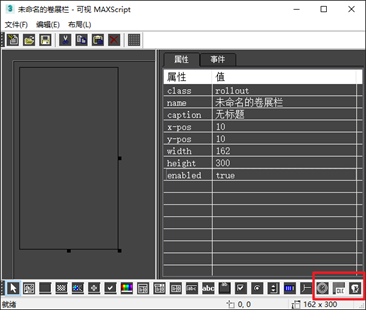 未命名的卷展栏 - 可视 MAXScript
文件(F) 编辑(E) 布局(L)
属性 事件
属性 值
class rollout
name 未命名的卷展栏
caption 无标题
x-pos 10
y-pos 10
width 162
height 300
enabled true
abc
就绪 0, 0 162 x 300